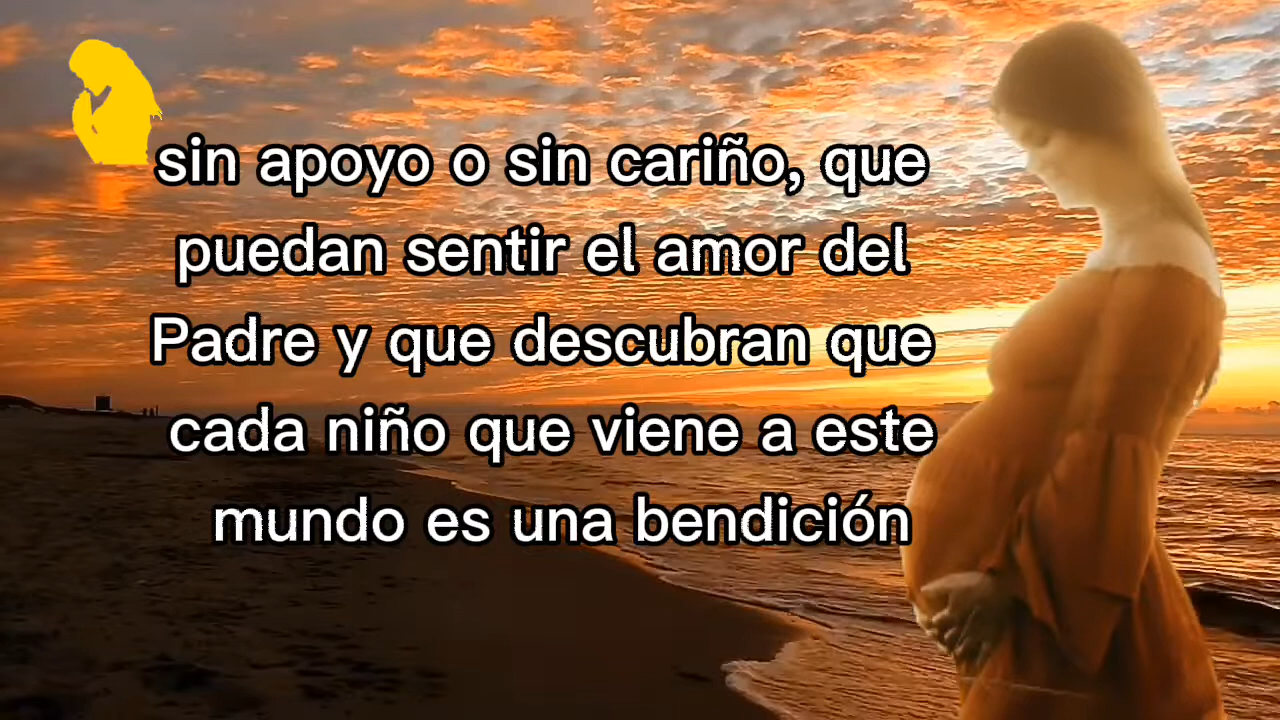 sin apoyo o sin cariño, que
puedan sentir el amor del
Padre y que descubran que
cada niño que viene a este
mundo es una bendición